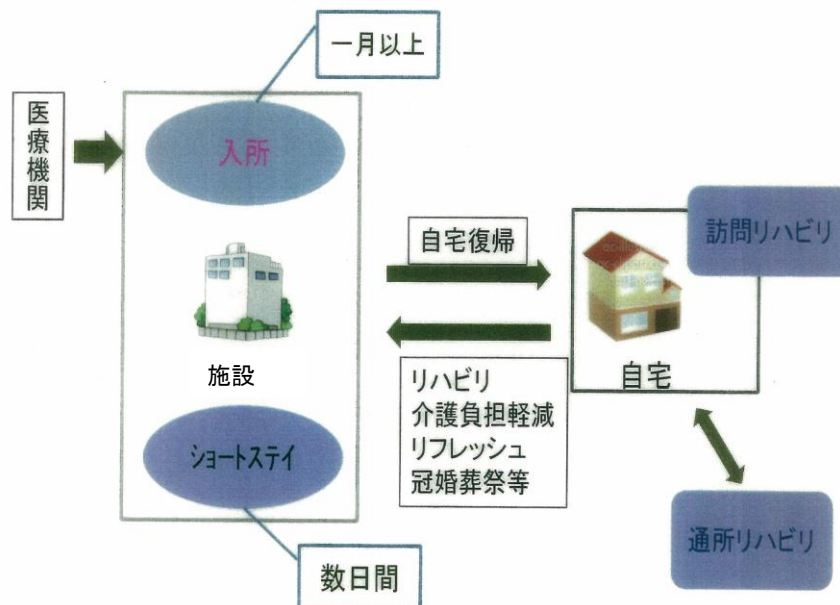 一月以上
医療機関
入所
訪問リハビリ
自宅復帰
施設
自宅
リハビリ
介護負担軽減
リフレッシュ
冠婚葬祭等
ショートステイ
通所リハビリ
数日間